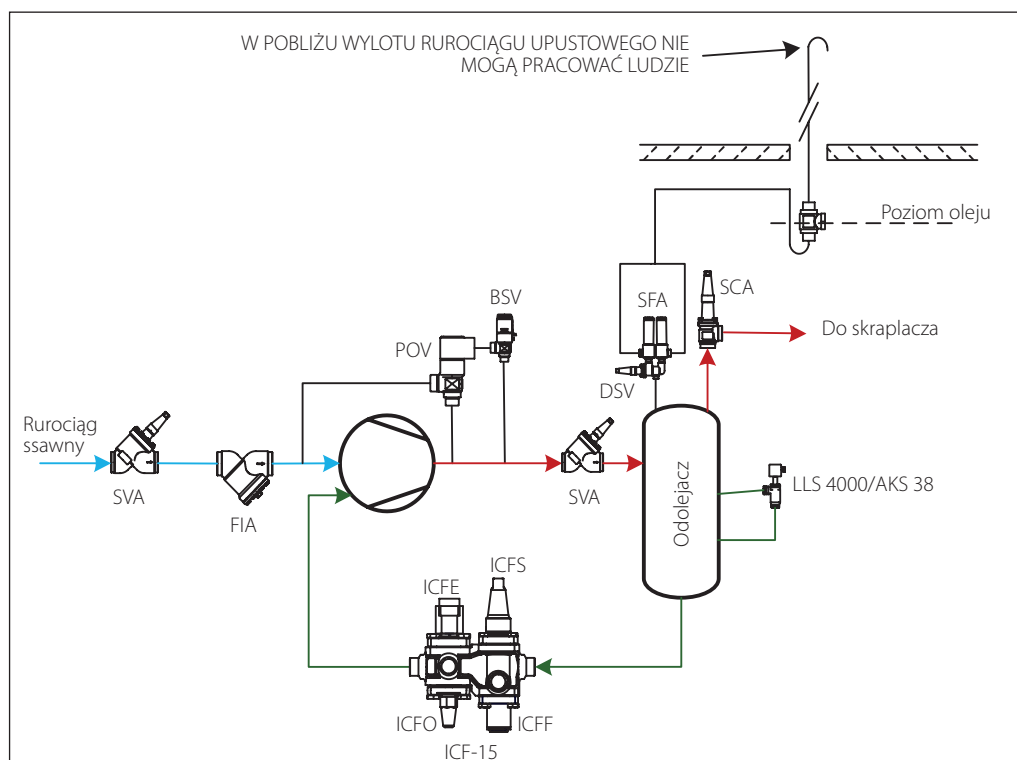 W POBLIŻU WYLOTU RUROCIĄGU UPUSTOWEGO NIE
MOGĄ PRACOWAĆ LUDZIE
Poziom oleju
SCA
BSV
SFA
Do skraplacza
POV
DSV
Rurociąg
ssawny
SVA
FIA
SVA
Odolejacz
LLS 4000/AKS 38
ICFS
ICFE
ICFO
ICFF
ICF-15